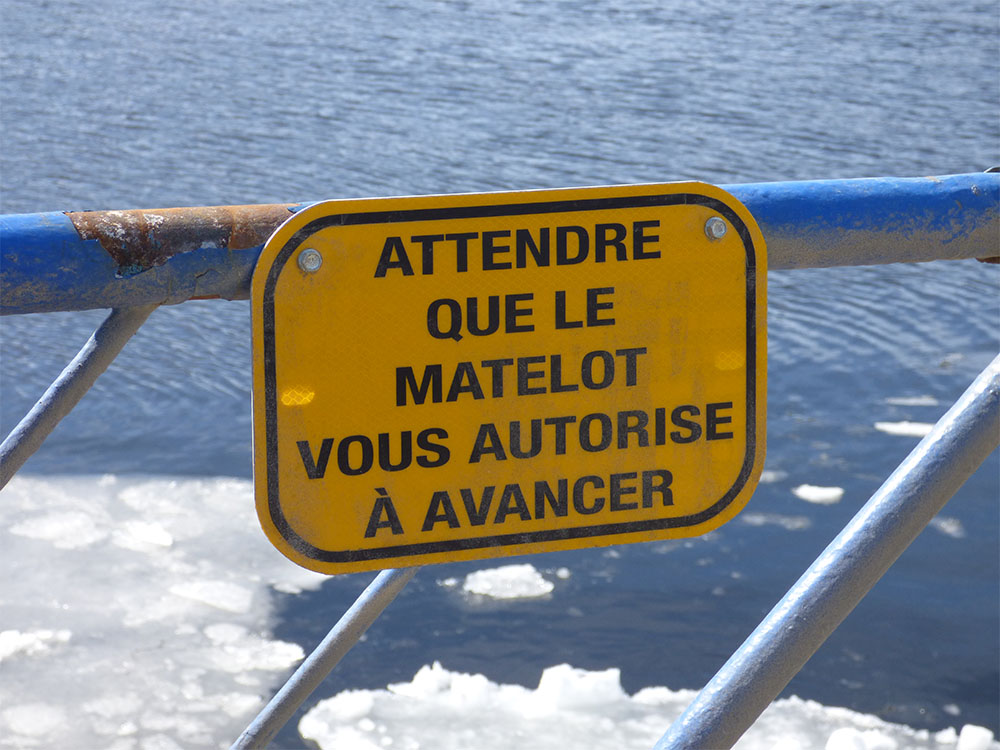 ATTENDRE
QUE LE
MATELOT
VOUS AUTORISE
À AVANCER